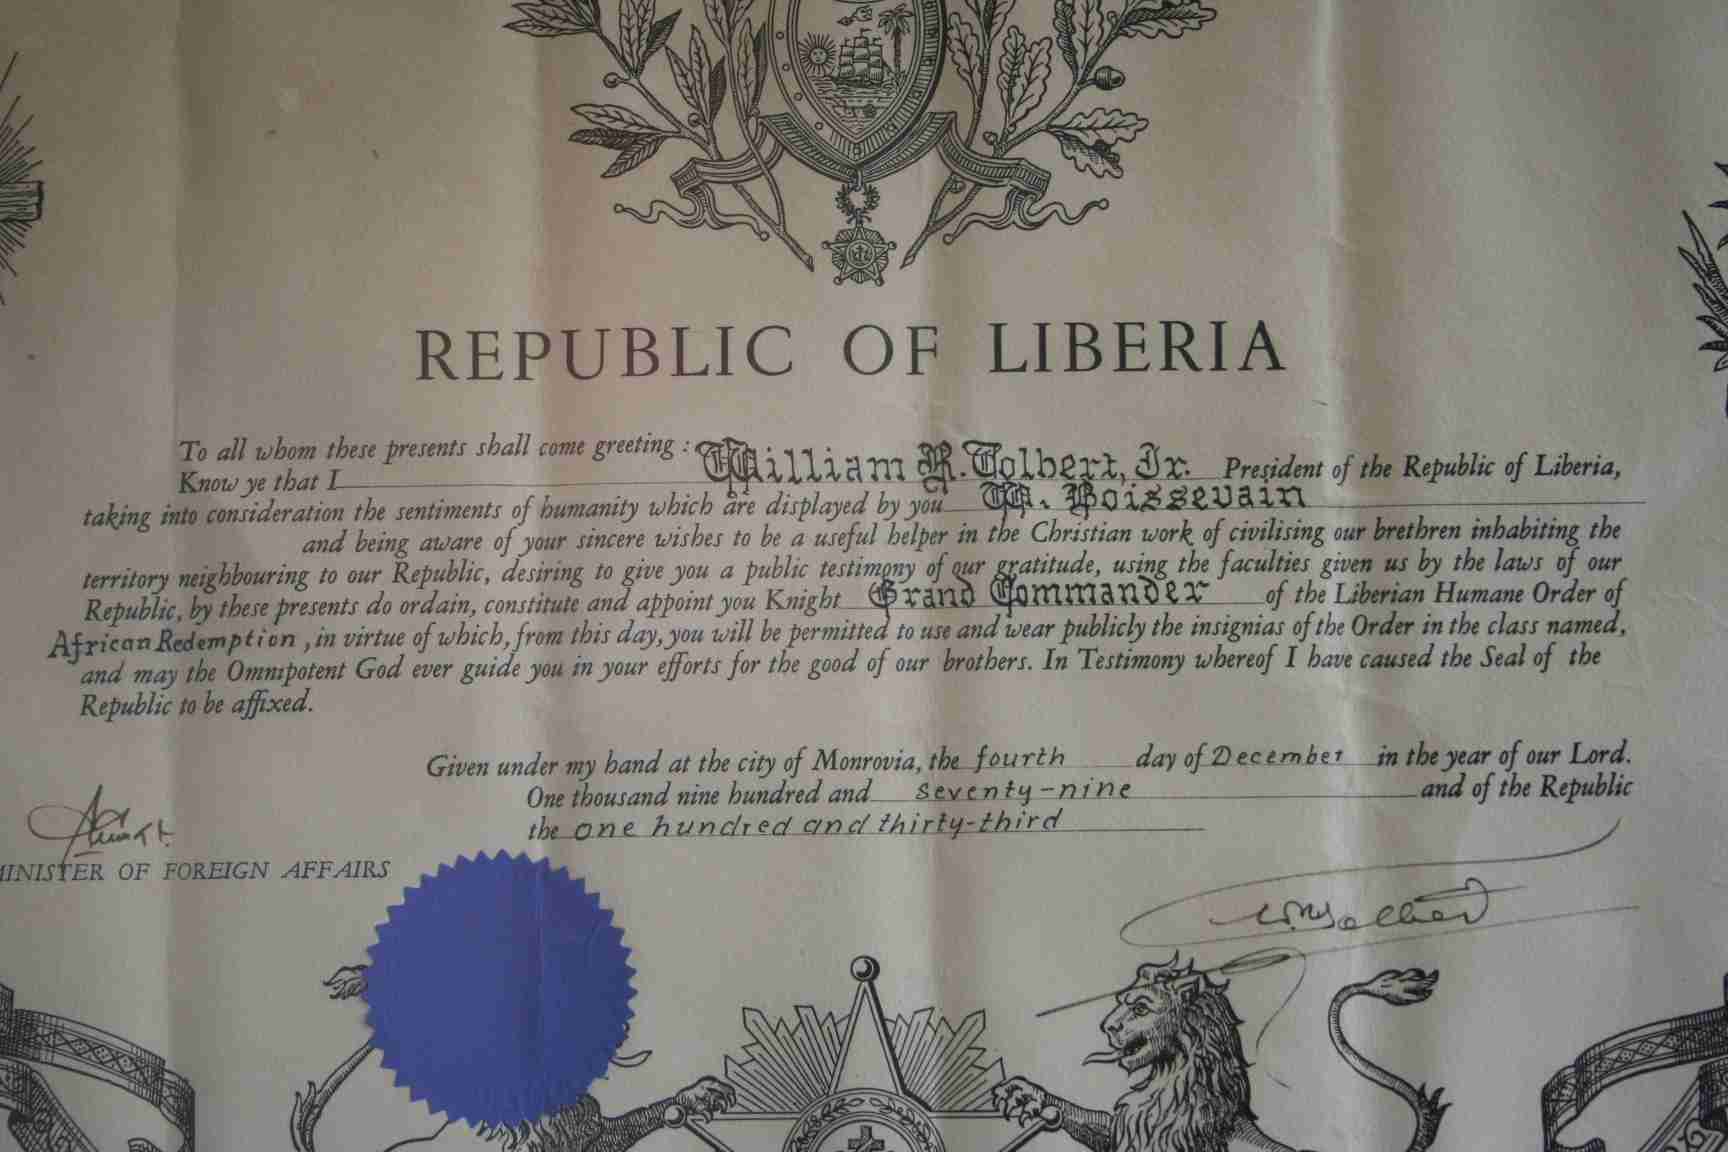 REPUBLIC OF LIBERIA
To all whom these presents shall come greeting :
Know ye that I William R. Tolbert, Jr. President of the Republic of Liberia,
taking into consideration the sentiments of humanity which are displayed by you W. Boissevain
and being aware of your sincere wishes to be a useful helper in the Christian work of civilising our brethren inhabiting the
territory neighbouring to our Republic, desiring to give you a public testimony of our gratitude, using the faculties given us by the laws of our
Republic, by these presents do ordain, constitute and appoint you Knight Grand Commander of the Liberian Humane Order of
African Redemption, in virtue of which, from this day, you will be permitted to use and wear publicly the insignias of the Order in the class named,
and may the Omnipotent God ever guide you in your efforts for the good of our brothers. In Testimony whereof I have caused the Seal of the
Republic to be affixed.
Given under my hand at the city of Monrovia, the fourth day of December in the year of our Lord.
One thousand nine hundred and seventy-nine and of the Republic
the one hundred and thirty-third
INISTER OF FOREIGN AFFAIRS
W.R. Tolbert